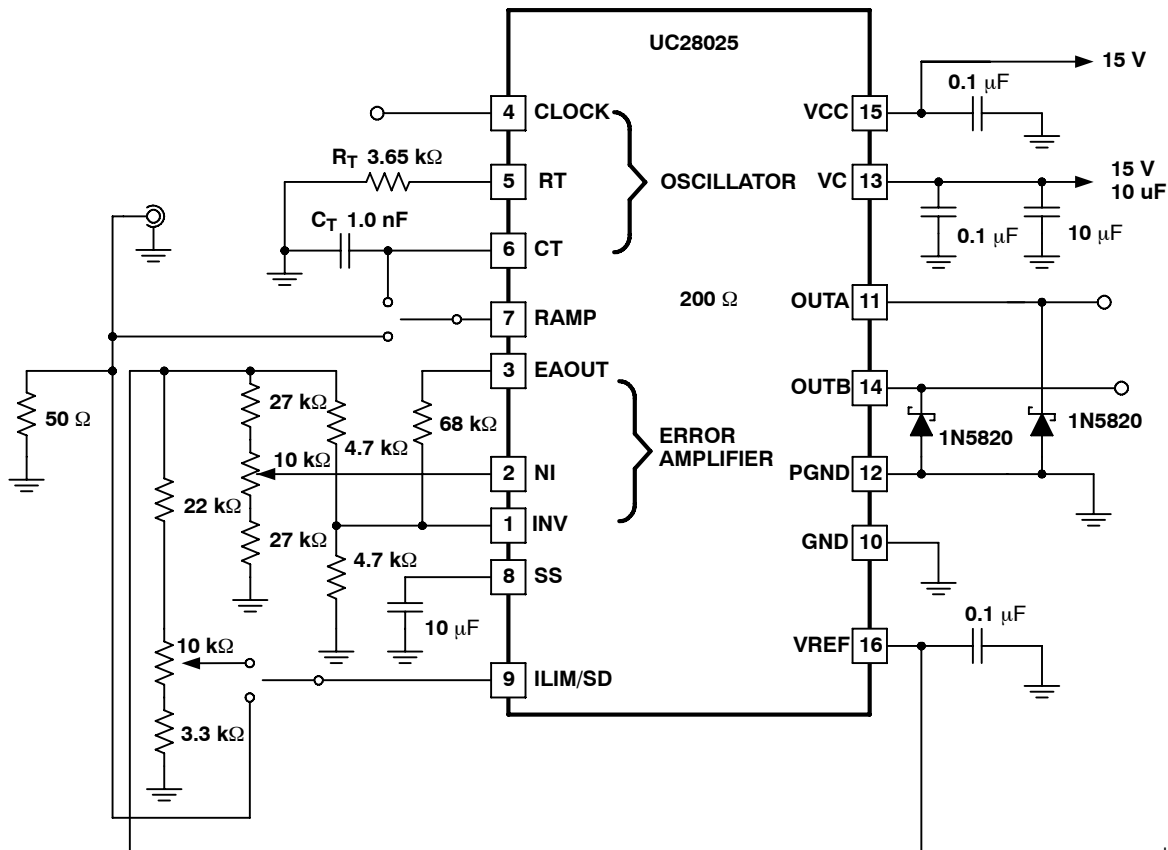 UC28025
15 V
0.1 µF
4 CLOCK
VCC 15
R_T 3.65 kΩ
5 RT
OSCILLATOR
VC 13
15 V
10 uF
C_T 1.0 nF
0.1 µF
10 µF
6 CT
200 Ω
OUTA 11
7 RAMP
3 EAOUT
OUTB 14
27 kΩ
50 Ω
68 kΩ
1N5820
1N5820
4.7 kΩ
ERROR
AMPLIFIER
10 kΩ
2 NI
PGND 12
22 kΩ
1 INV
27 kΩ
GND 10
4.7 kΩ
8 SS
10 µF
0.1 µF
10 kΩ
VREF 16
9 ILIM/SD
3.3 kΩ